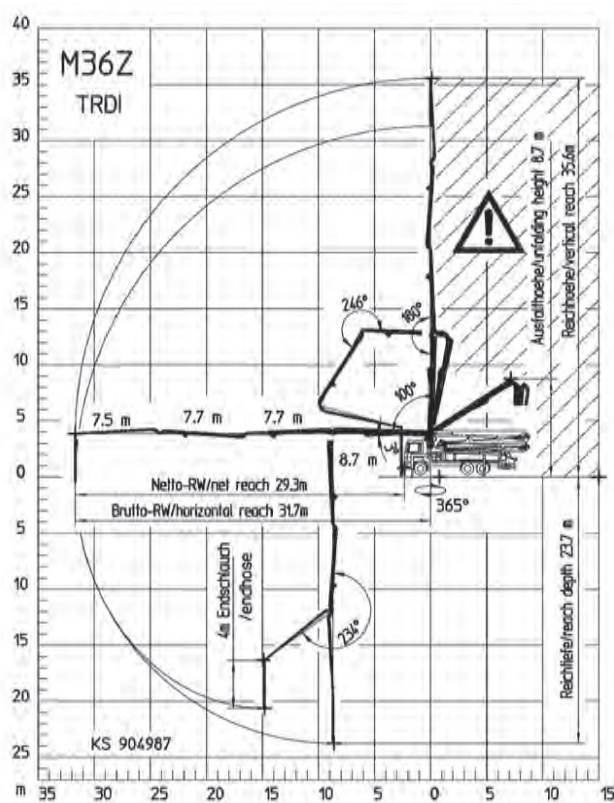 40
M36Z
TRDI
35
30
25
20
15
10
5
0
5
10
15
20
25
m
Ausfalthoehe/unfolding height 8.7 m
Reichhoehe/vertical reach 35.6m
246°
180°
100°
7.5 m
7.7 m
7.7 m
8.7 m
Netto-RW/net reach 29.3m
Brutto-RW/horizontal reach 31.7m
365°
4m Endschlauch
/endhose
234°
Reichtiefe/reach depth 23.7 m
KS 904987
35 30 25 20 15 10 5 0 5 10 15